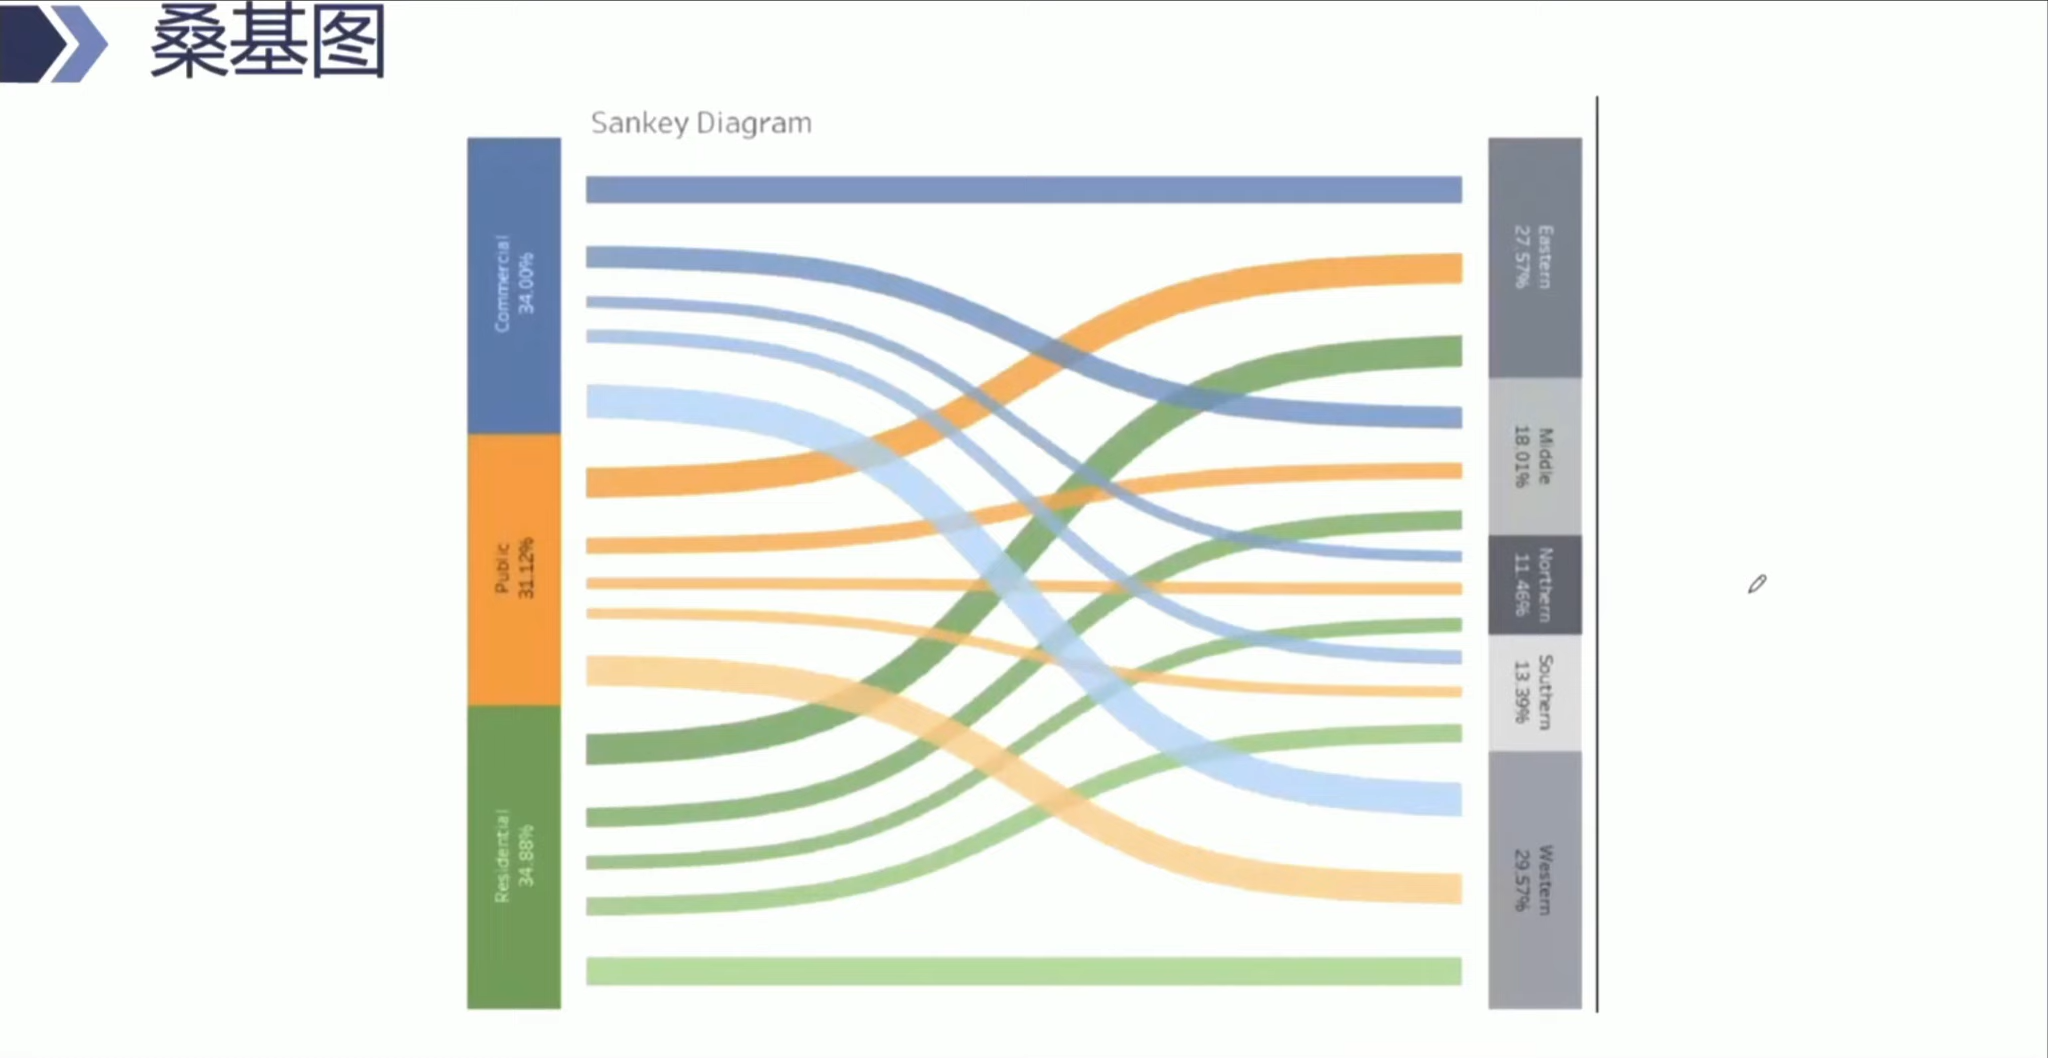 桑基图
Sankey Diagram
Commercial
34.00%
Public
31.12%
Residential
34.88%
Eastern
27.57%
Middle
18.01%
Northern
11.46%
Southern
13.39%
Western
29.57%